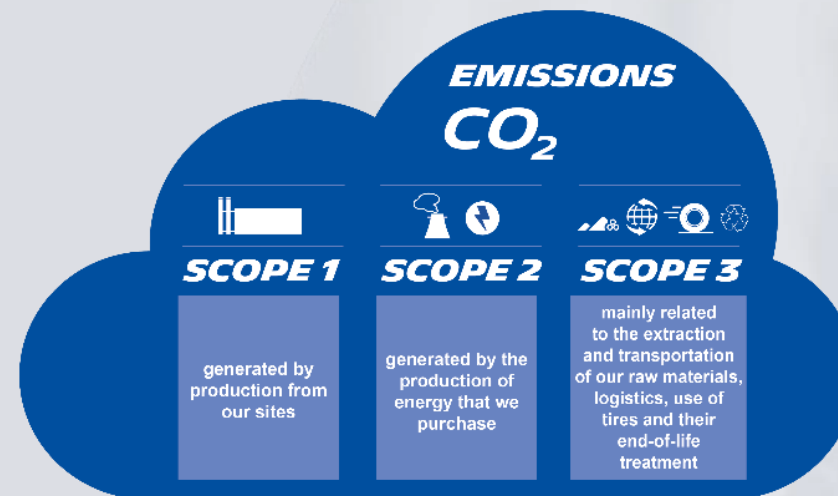 EMISSIONS
CO₂
SCOPE 1
generated by
production from
our sites
SCOPE 2
generated by the
production of
energy that we
purchase
SCOPE 3
mainly related
to the extraction
and transportation
of our raw materials,
logistics, use of
tires and their
end-of-life
treatment